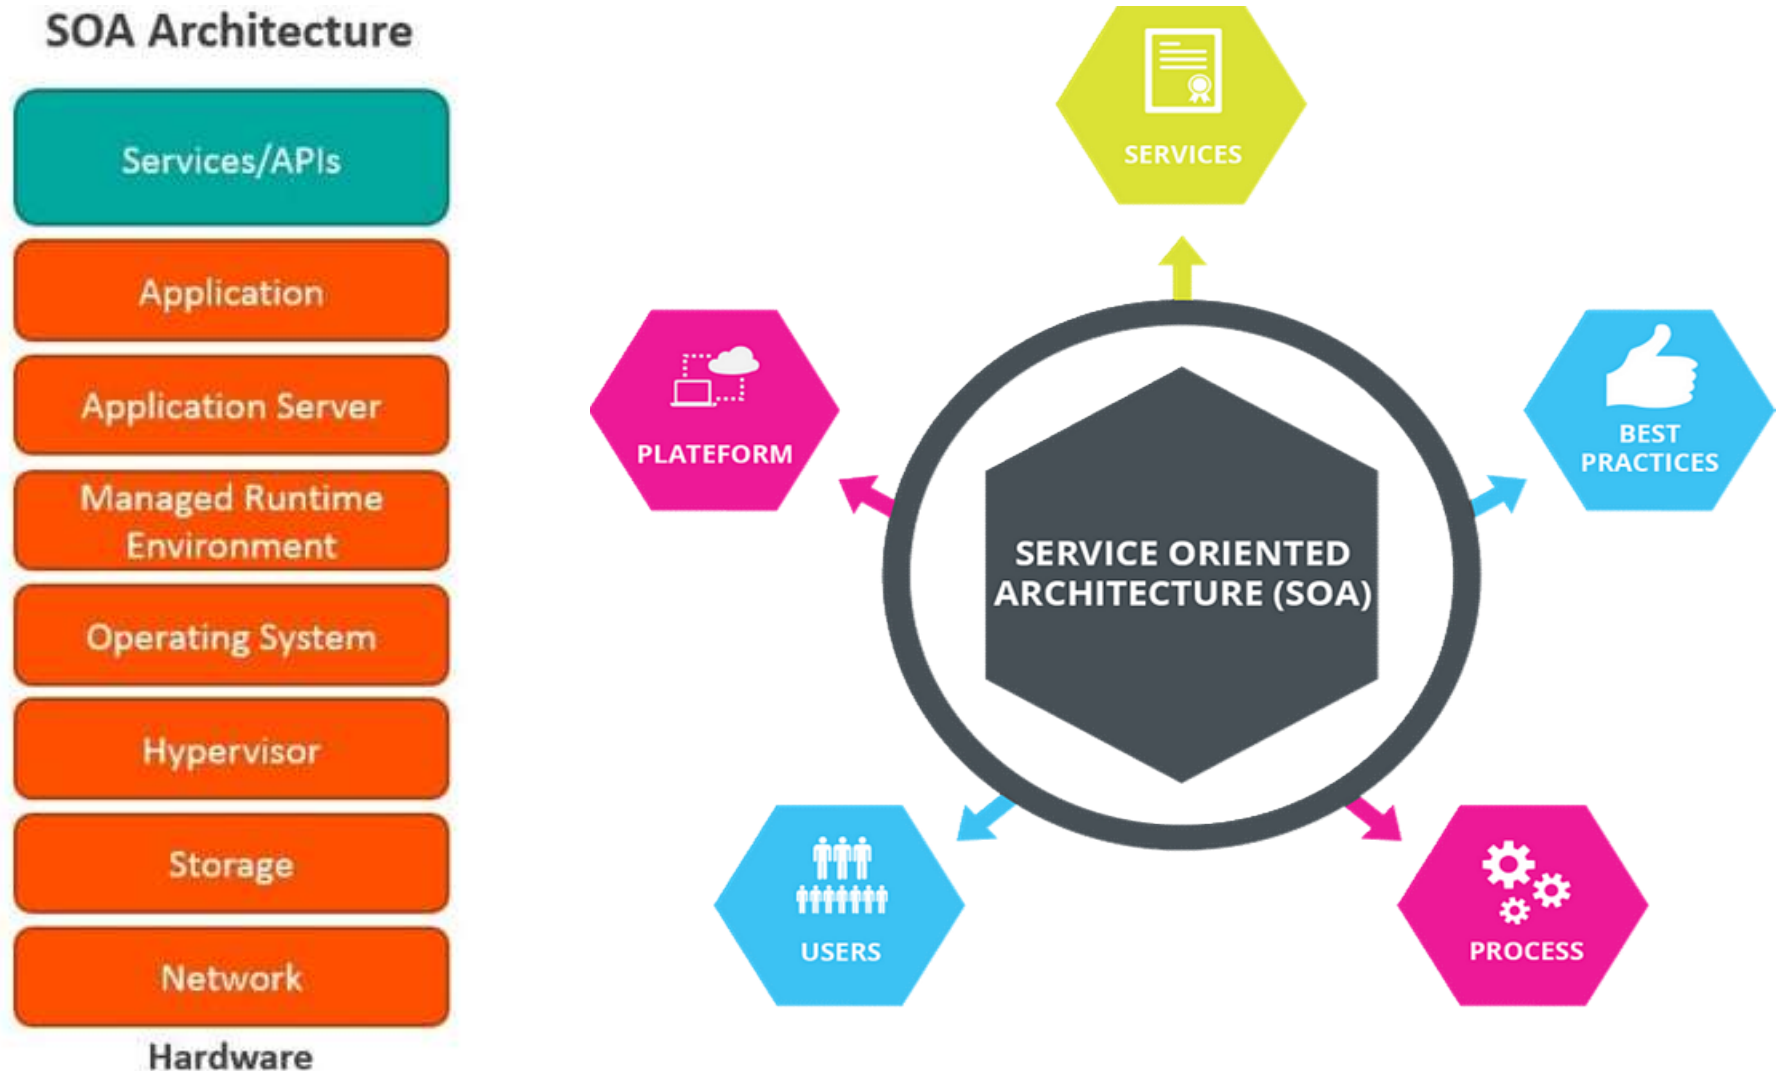 SOA Architecture
Services/APIs
Application
Application Server
Managed Runtime
Environment
Operating System
Hypervisor
Storage
Network
Hardware
SERVICES
PLATEFORM
BEST
PRACTICES
SERVICE ORIENTED
ARCHITECTURE (SOA)
USERS
PROCESS